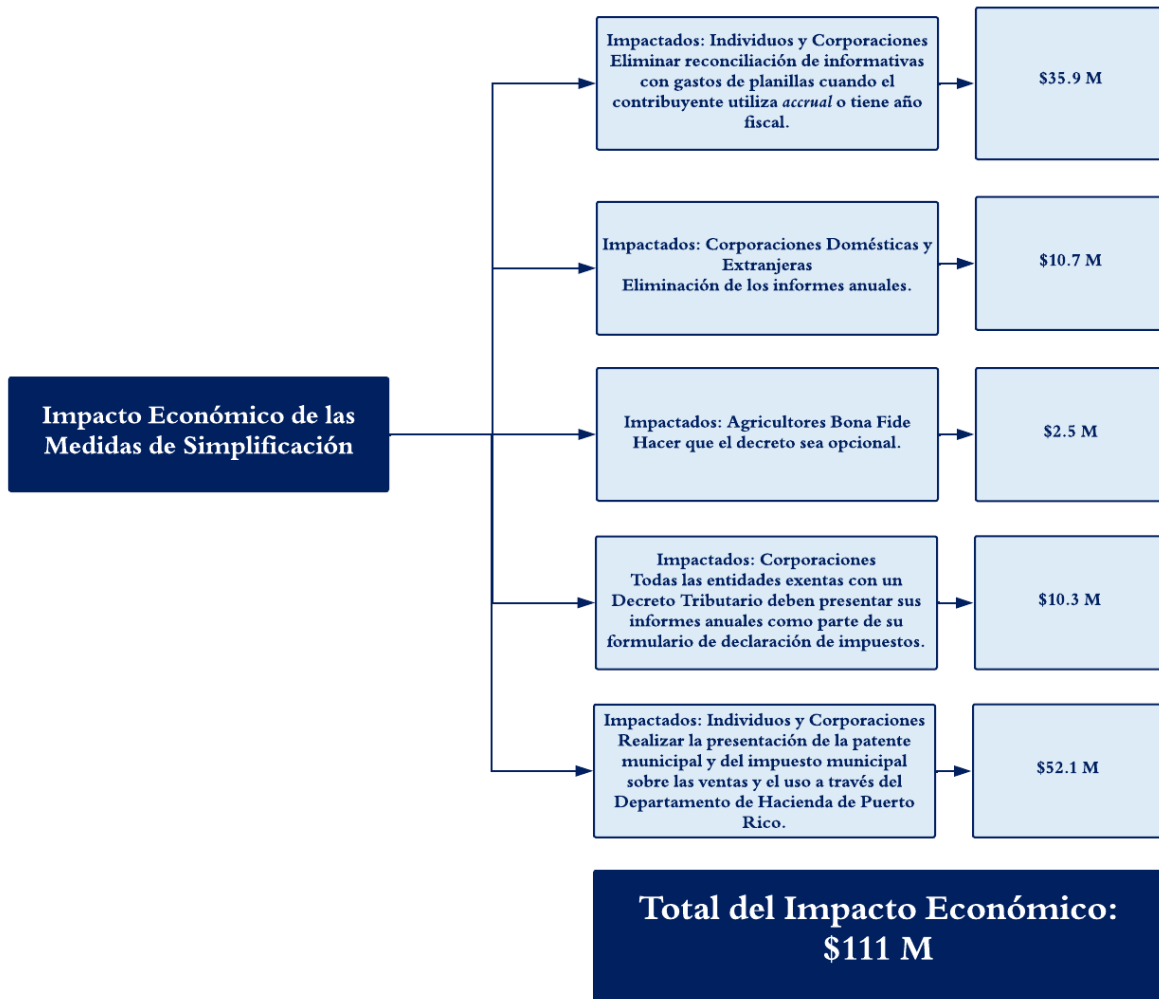 Impactados: Individuos y Corporaciones
Eliminar reconciliación de informativas
con gastos de planillas cuando el
contribuyente utiliza accrual o tiene año
fiscal.
$35.9 M
Impactados: Corporaciones Domésticas y
Extranjeras
Eliminación de los informes anuales.
$10.7 M
Impacto Económico de las
Medidas de Simplificación
Impactados: Agricultores Bona Fide
Hacer que el decreto sea opcional.
$2.5 M
Impactados: Corporaciones
Todas las entidades exentas con un
Decreto Tributario deben presentar sus
informes anuales como parte de su
formulario de declaración de impuestos.
$10.3 M
Impactados: Individuos y Corporaciones
Realizar la presentación de la patente
municipal y del impuesto municipal
sobre las ventas y el uso a través del
Departamento de Hacienda de Puerto
Rico.
$52.1 M
Total del Impacto Económico:
$111 M